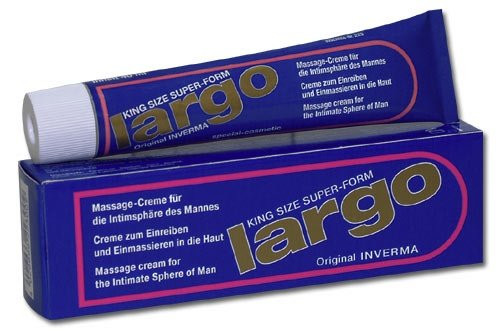 KING SIZE SUPER-FORM
largo
Original INVERMA
special-cosmetic
Massage-Creme für
die Intimsphäre des Mannes
Creme zum Einreiben
und Einmassieren in die Haut
Massage cream for
the Intimate Sphere of Man
Massage-Creme für
die Intimsphäre des Mannes
Creme zum Einreiben
und Einmassieren in die Haut
Massage cream for
the Intimate Sphere of Man
KING SIZE SUPER-FORM
largo
Original INVERMA